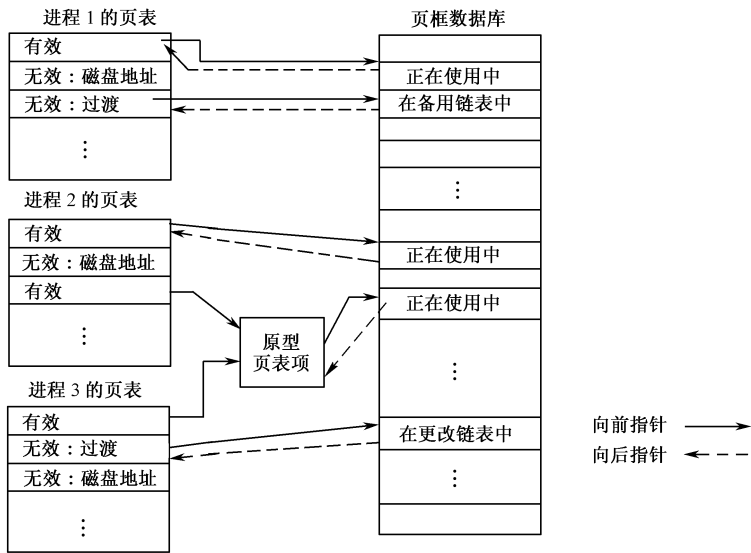 进程 1 的页表
有效
无效：磁盘地址
无效：过渡
⋮
进程 2 的页表
有效
无效：磁盘地址
有效
⋮
进程 3 的页表
有效
无效：过渡
无效：磁盘地址
⋮
原型
页表项
页框数据库
正在使用中
在备用链表中
⋮
正在使用中
正在使用中
⋮
在更改链表中
⋮
向前指针
向后指针